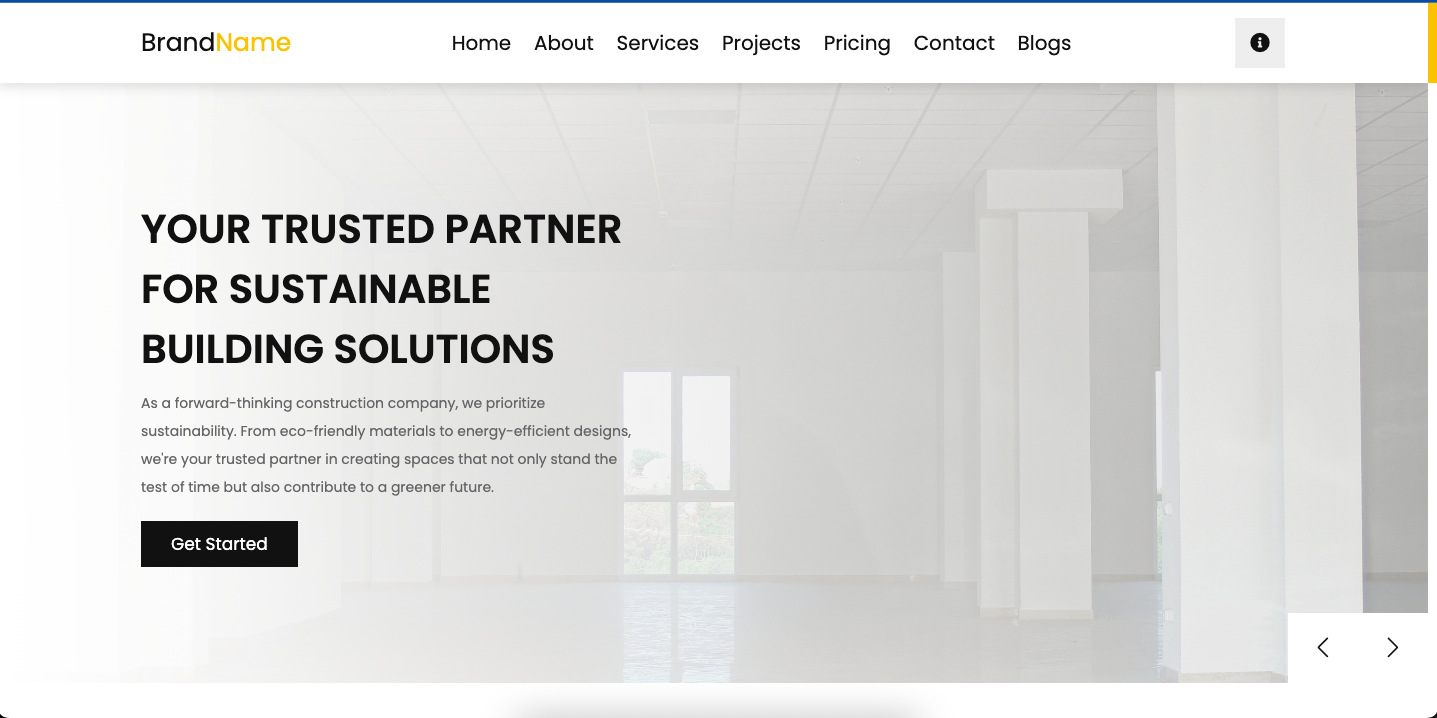 BrandName
Home About Services Projects Pricing Contact Blogs
YOUR TRUSTED PARTNER
FOR SUSTAINABLE
BUILDING SOLUTIONS
As a forward-thinking construction company, we prioritize
sustainability. From eco-friendly materials to energy-efficient designs,
we're your trusted partner in creating spaces that not only stand the
test of time but also contribute to a greener future.
Get Started